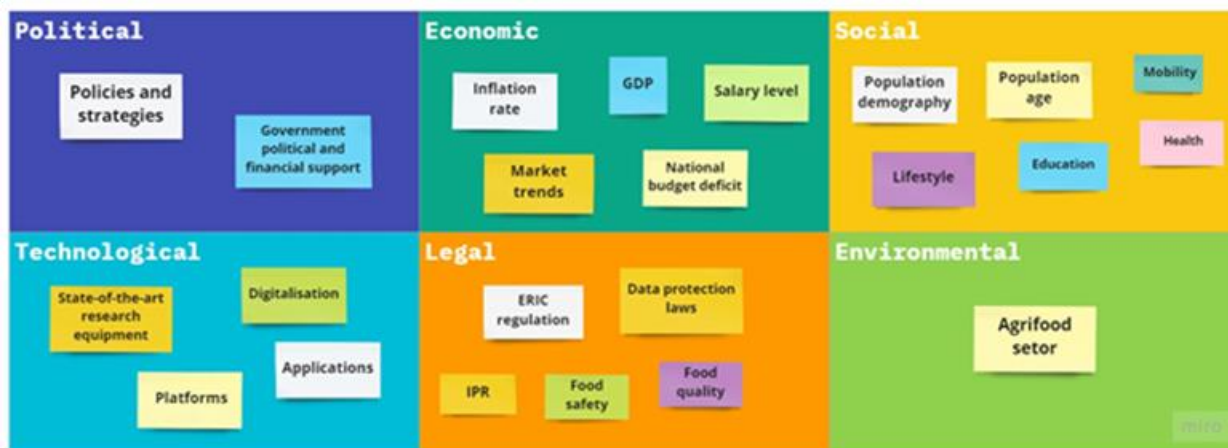 Political
Policies and
strategies
Government
political and
financial support
Economic
Inflation
rate
GDP
Salary level
Market
trends
National
budget deficit
Social
Population
demography
Population
age
Mobility
Lifestyle
Education
Health
Technological
State-of-the-art
research
equipment
Digitalisation
Platforms
Applications
Legal
ERIC
regulation
Data protection
laws
IPR
Food
safety
Food
quality
Environmental
Agrifood
setor
miro